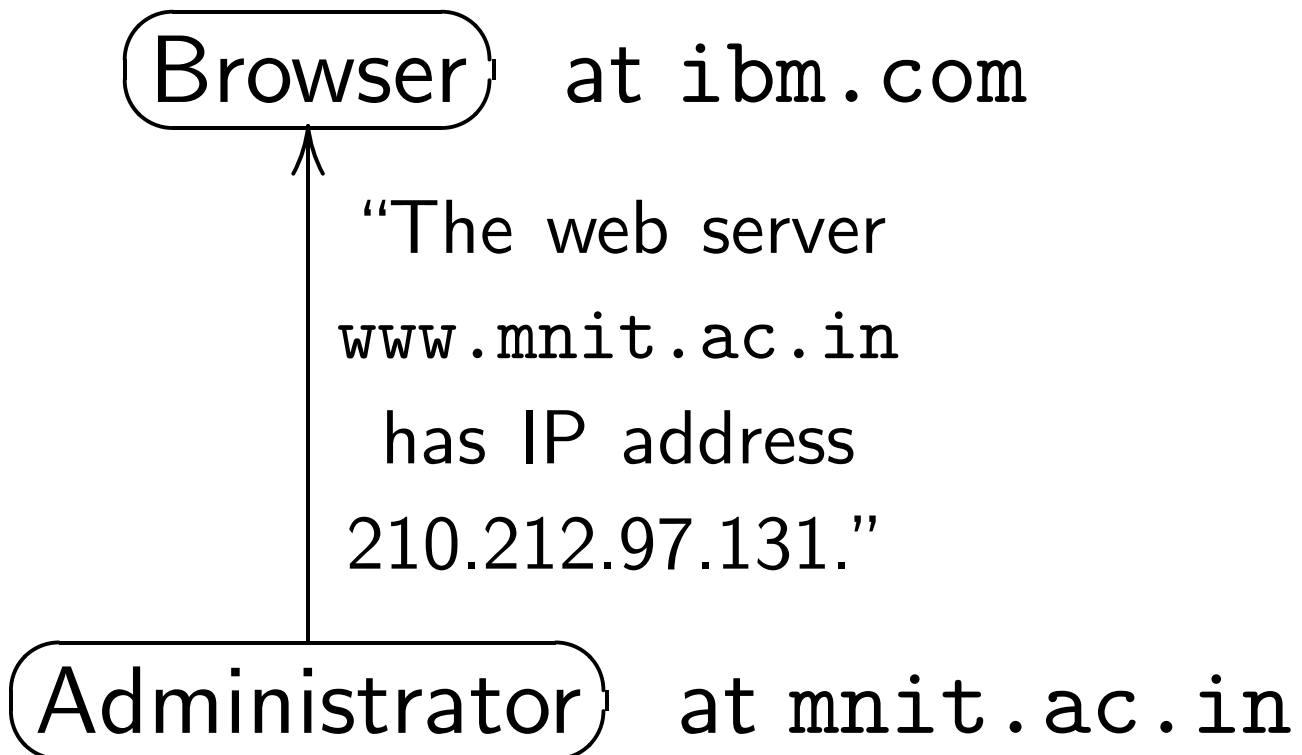 Browser at ibm.com
“The web server
www.mnit.ac.in
has IP address
210.212.97.131.”
Administrator at mnit.ac.in